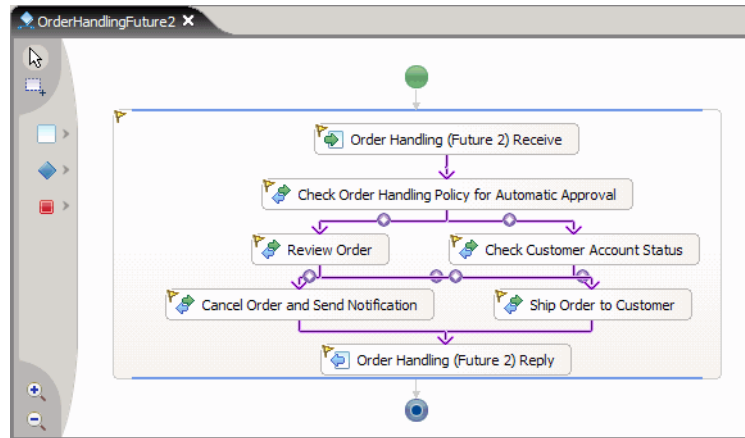 OrderHandlingFuture2
Order Handling (Future 2) Receive
Check Order Handling Policy for Automatic Approval
Review Order
Check Customer Account Status
Cancel Order and Send Notification
Ship Order to Customer
Order Handling (Future 2) Reply